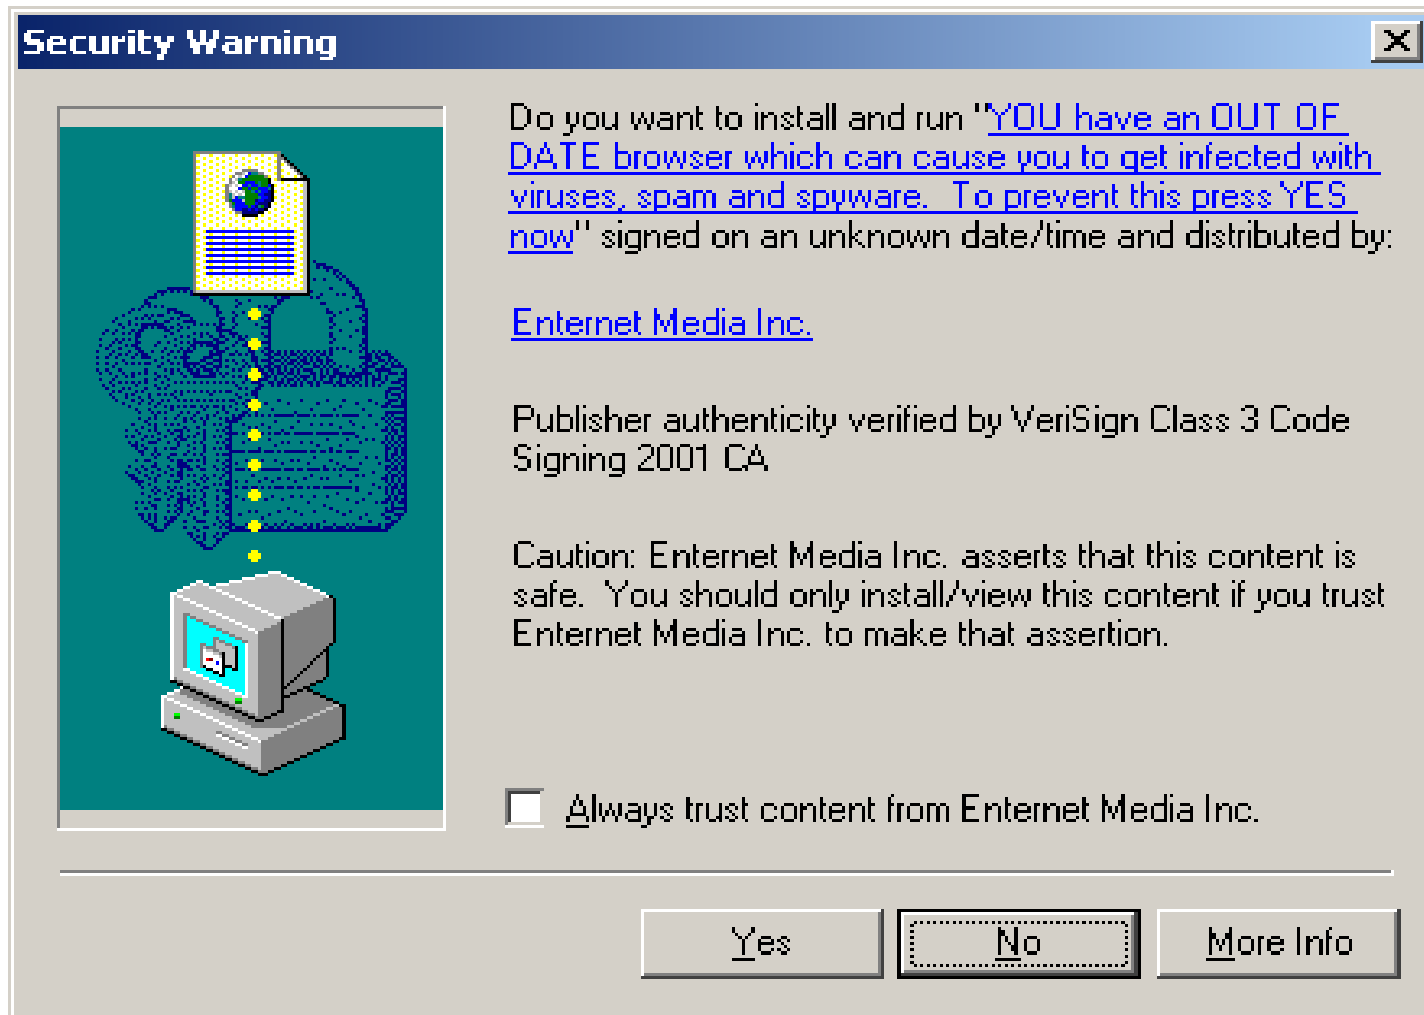 Security Warning
Do you want to install and run "YOU have an OUT OF
DATE browser which can cause you to get infected with
viruses, spam and spyware.  To prevent this press YES
now" signed on an unknown date/time and distributed by:
Enternet Media Inc.
Publisher authenticity verified by VeriSign Class 3 Code
Signing 2001 CA
Caution: Enternet Media Inc. asserts that this content is
safe.  You should only install/view this content if you trust
Enternet Media Inc. to make that assertion.
Always trust content from Enternet Media Inc.
Yes No More Info